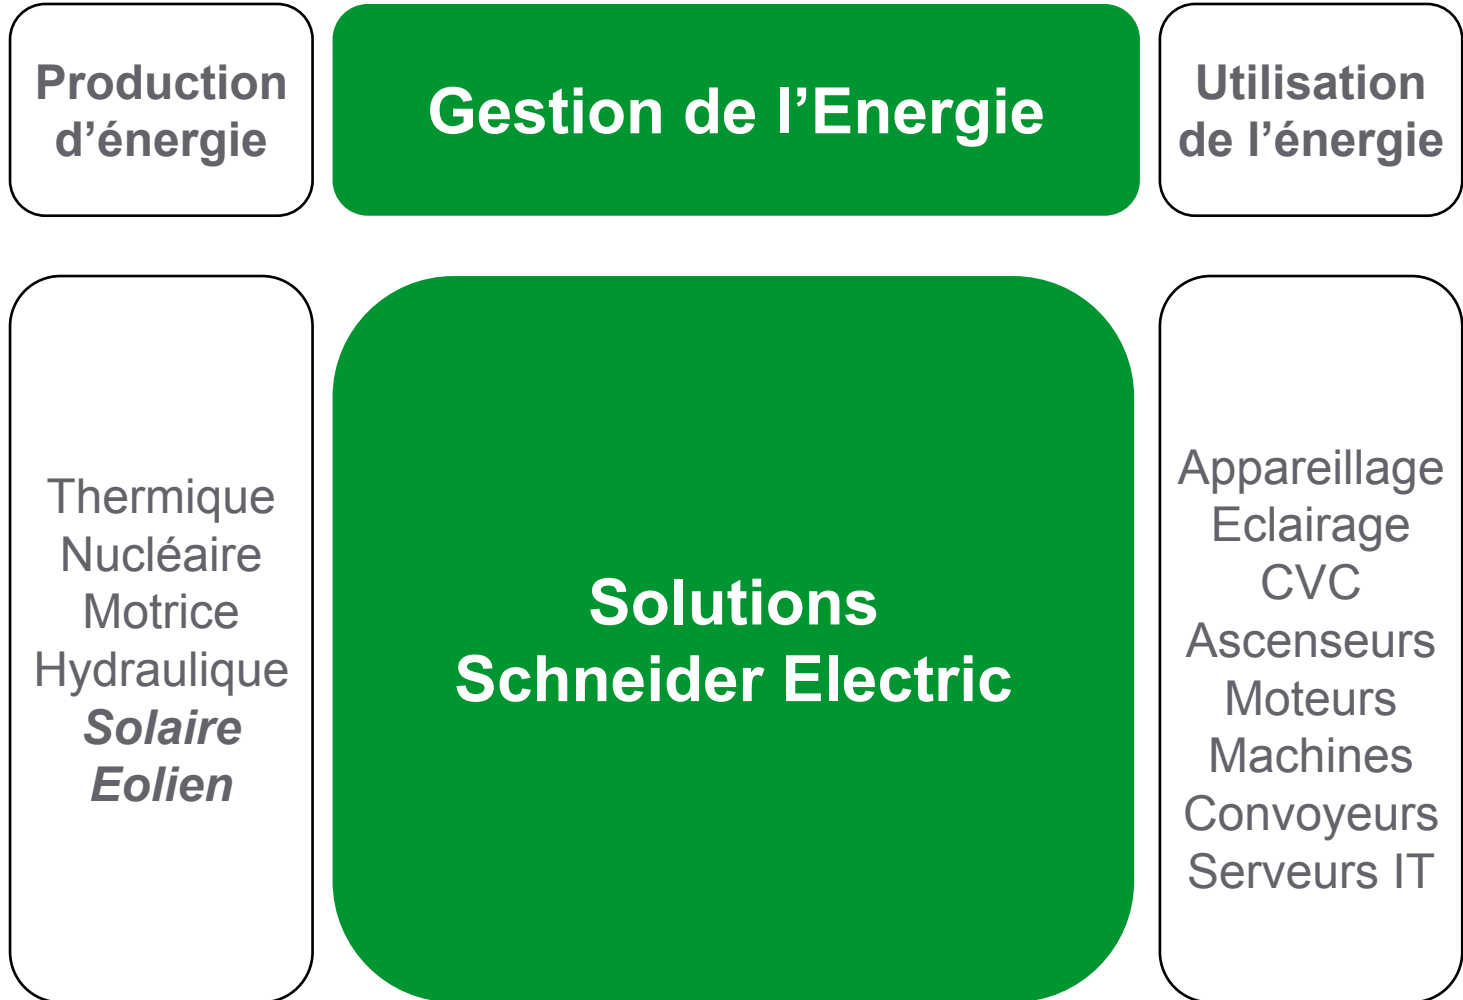 Production
d’énergie
Gestion de l’Energie
Utilisation
de l’énergie
Thermique
Nucléaire
Motrice
Hydraulique
Solaire
Eolien
Solutions
Schneider Electric
Appareillage
Eclairage
CVC
Ascenseurs
Moteurs
Machines
Convoyeurs
Serveurs IT